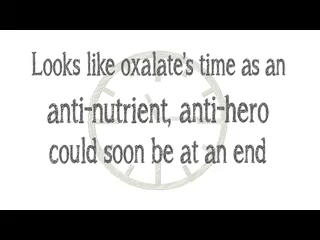 Looks like oxalate's time as an
anti-nutrient, anti-hero
could soon be at an end